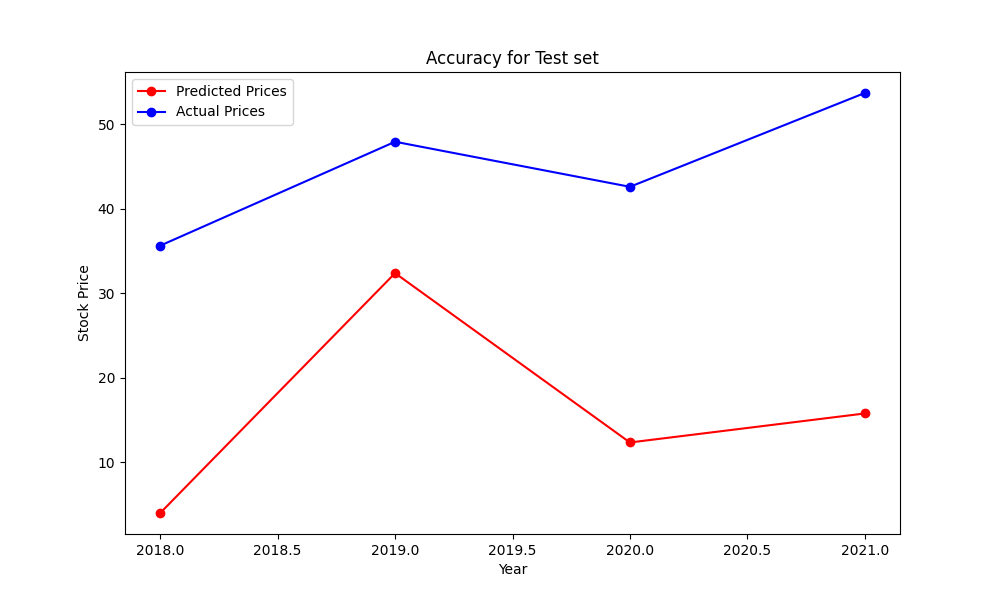 Accuracy for Test set
Predicted Prices
Actual Prices
Stock Price
50
40
30
20
10
2018.0 2018.5 2019.0 2019.5 2020.0 2020.5 2021.0
Year